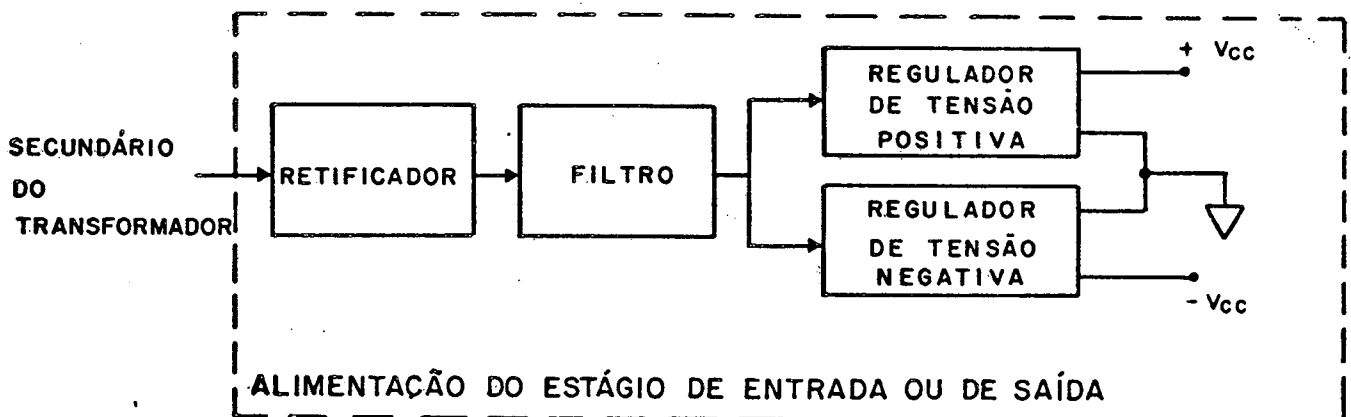 SECUNDÁRIO
DO
TRANSFORMADOR
RETIFICADOR
FILTRO
REGULADOR
DE TENSÃO
POSITIVA
REGULADOR
DE TENSÃO
NEGATIVA
+ Vcc
- Vcc
ALIMENTAÇÃO DO ESTÁGIO DE ENTRADA OU DE SAÍDA